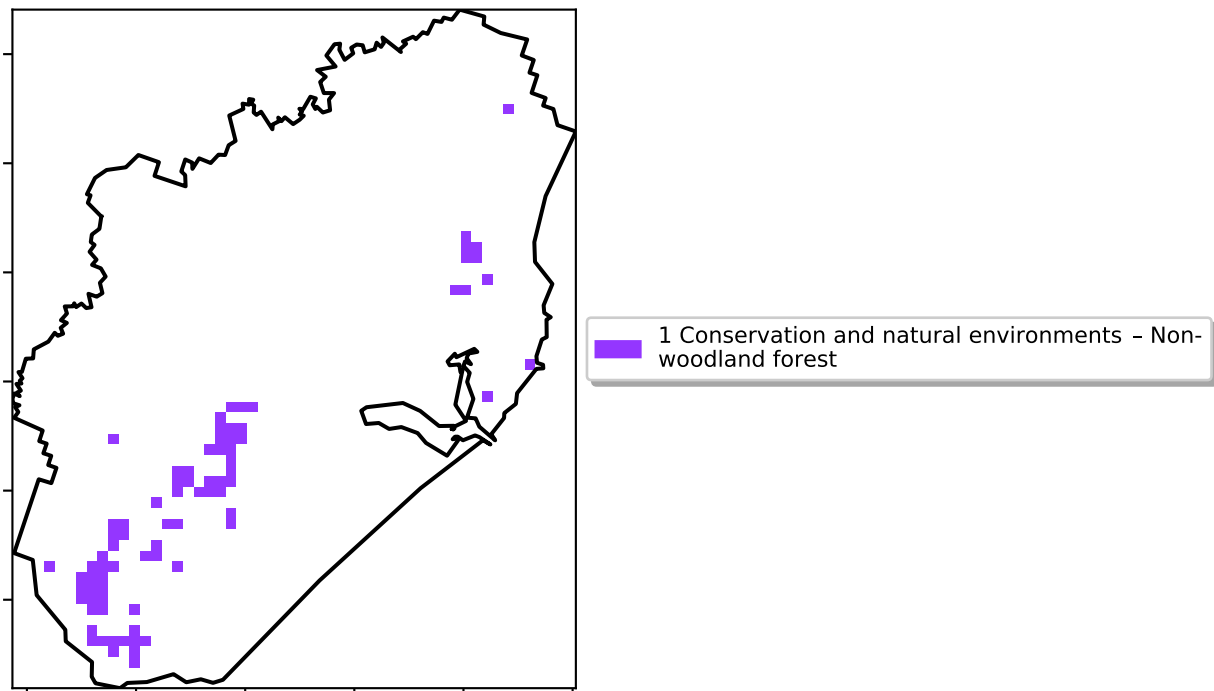 1 Conservation and natural environments – Non-
woodland forest